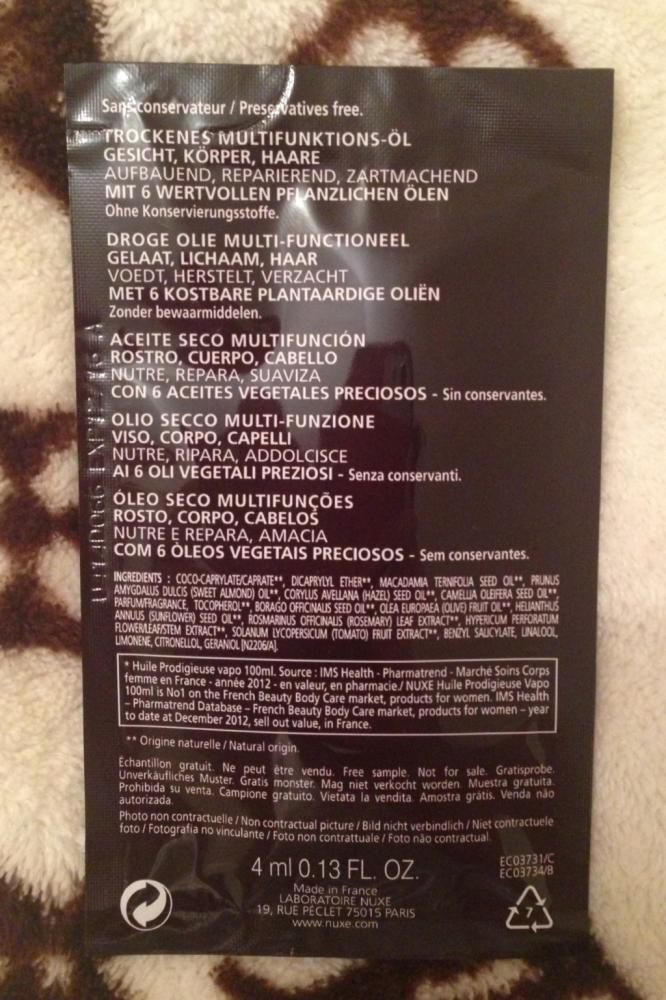 Sans conservateur / Preservatives free.
TROCKENES MULTIFUNKTIONS-ÖL
GESICHT, KÖRPER, HAARE
AUFBAUEND, REPARIEREND, ZARTMACHEND
MIT 6 WERTVOLLEN PFLANZLICHEN ÖLEN
Ohne Konservierungsstoffe.
DROGE OLIE MULTI-FUNCTIONEEL
GELAAT, LICHAAM, HAAR
VOEDT, HERSTELT, VERZACHT
MET 6 KOSTBARE PLANTAARDIGE OLIËN
Zonder bewaarmiddelen.
ACEITE SECO MULTIFUNCIÓN
ROSTRO, CUERPO, CABELLO
NUTRE, REPARA, SUAVIZA
CON 6 ACEITES VEGETALES PRECIOSOS - Sin conservantes.
OLIO SECCO MULTI-FUNZIONE
VISO, CORPO, CAPELLI
NUTRE, RIPARA, ADDOLCISCE
AI 6 OLI VEGETALI PREZIOSI - Senza conservanti.
ÓLEO SECO MULTIFUNÇÕES
ROSTO, CORPO, CABELOS
NUTRE E REPARA, AMACIA
COM 6 ÒLEOS VEGETAIS PRECIOSOS - Sem conservantes.
INGREDIENTS : COCO-CAPRYLATE/CAPRATE**, DICAPRYLYL ETHER**, MACADAMIA TERNIFOLIA SEED OIL**, PRUNUS
AMYGDALUS DULCIS (SWEET ALMOND) OIL**, CORYLUS AVELLANA (HAZEL) SEED OIL**, CAMELLIA OLEIFERA SEED OIL**,
PARFUM/FRAGRANCE, TOCOPHEROL**, BORAGO OFFICINALIS SEED OIL**, OLEA EUROPAEA (OLIVE) FRUIT OIL**, HELIANTHUS
ANNUUS (SUNFLOWER) SEED OIL**, ROSMARINUS OFFICINALIS (ROSEMARY) LEAF EXTRACT**, HYPERICUM PERFORATUM
FLOWER/LEAF/STEM EXTRACT**, SOLANUM LYCOPERSICUM (TOMATO) FRUIT EXTRACT**, BENZYL SALICYLATE, LINALOOL,
LIMONENE, CITRONELLOL, GERANIOL [N2206/A].
* Huile Prodigieuse vapo 100ml. Source : IMS Health - Pharmatrend - Marché Soins Corps
femme en France - année 2012 - en valeur, en pharmacie./ NUXE Huile Prodigieuse Vapo
100ml is No1 on the French Beauty Body Care market, products for women. IMS Health
– Pharmatrend Database – French Beauty Body Care market, products for women – year
to date at December 2012, sell out value, in France.
** Origine naturelle / Natural origin.
Échantillon gratuit. Ne peut être vendu. Free sample. Not for sale. Gratisprobe.
Unverkäufliches Muster. Gratis monster. Mag niet verkocht worden. Muestra gratuita.
Prohibida su venta. Campione gratuito. Vietata la vendita. Amostra grátis. Venda não
autorizada.
Photo non contractuelle / Non contractual picture / Bild nicht verbindlich / Niet contractuele
foto / Fotografia no vinculante / Foto non contrattuale / Foto não contractual.
4 ml 0.13 FL. OZ.
Made in France
LABORATOIRE NUXE
19, RUE PÉCLET 75015 PARIS
www.nuxe.com
EC03731/C
EC03734/B
7